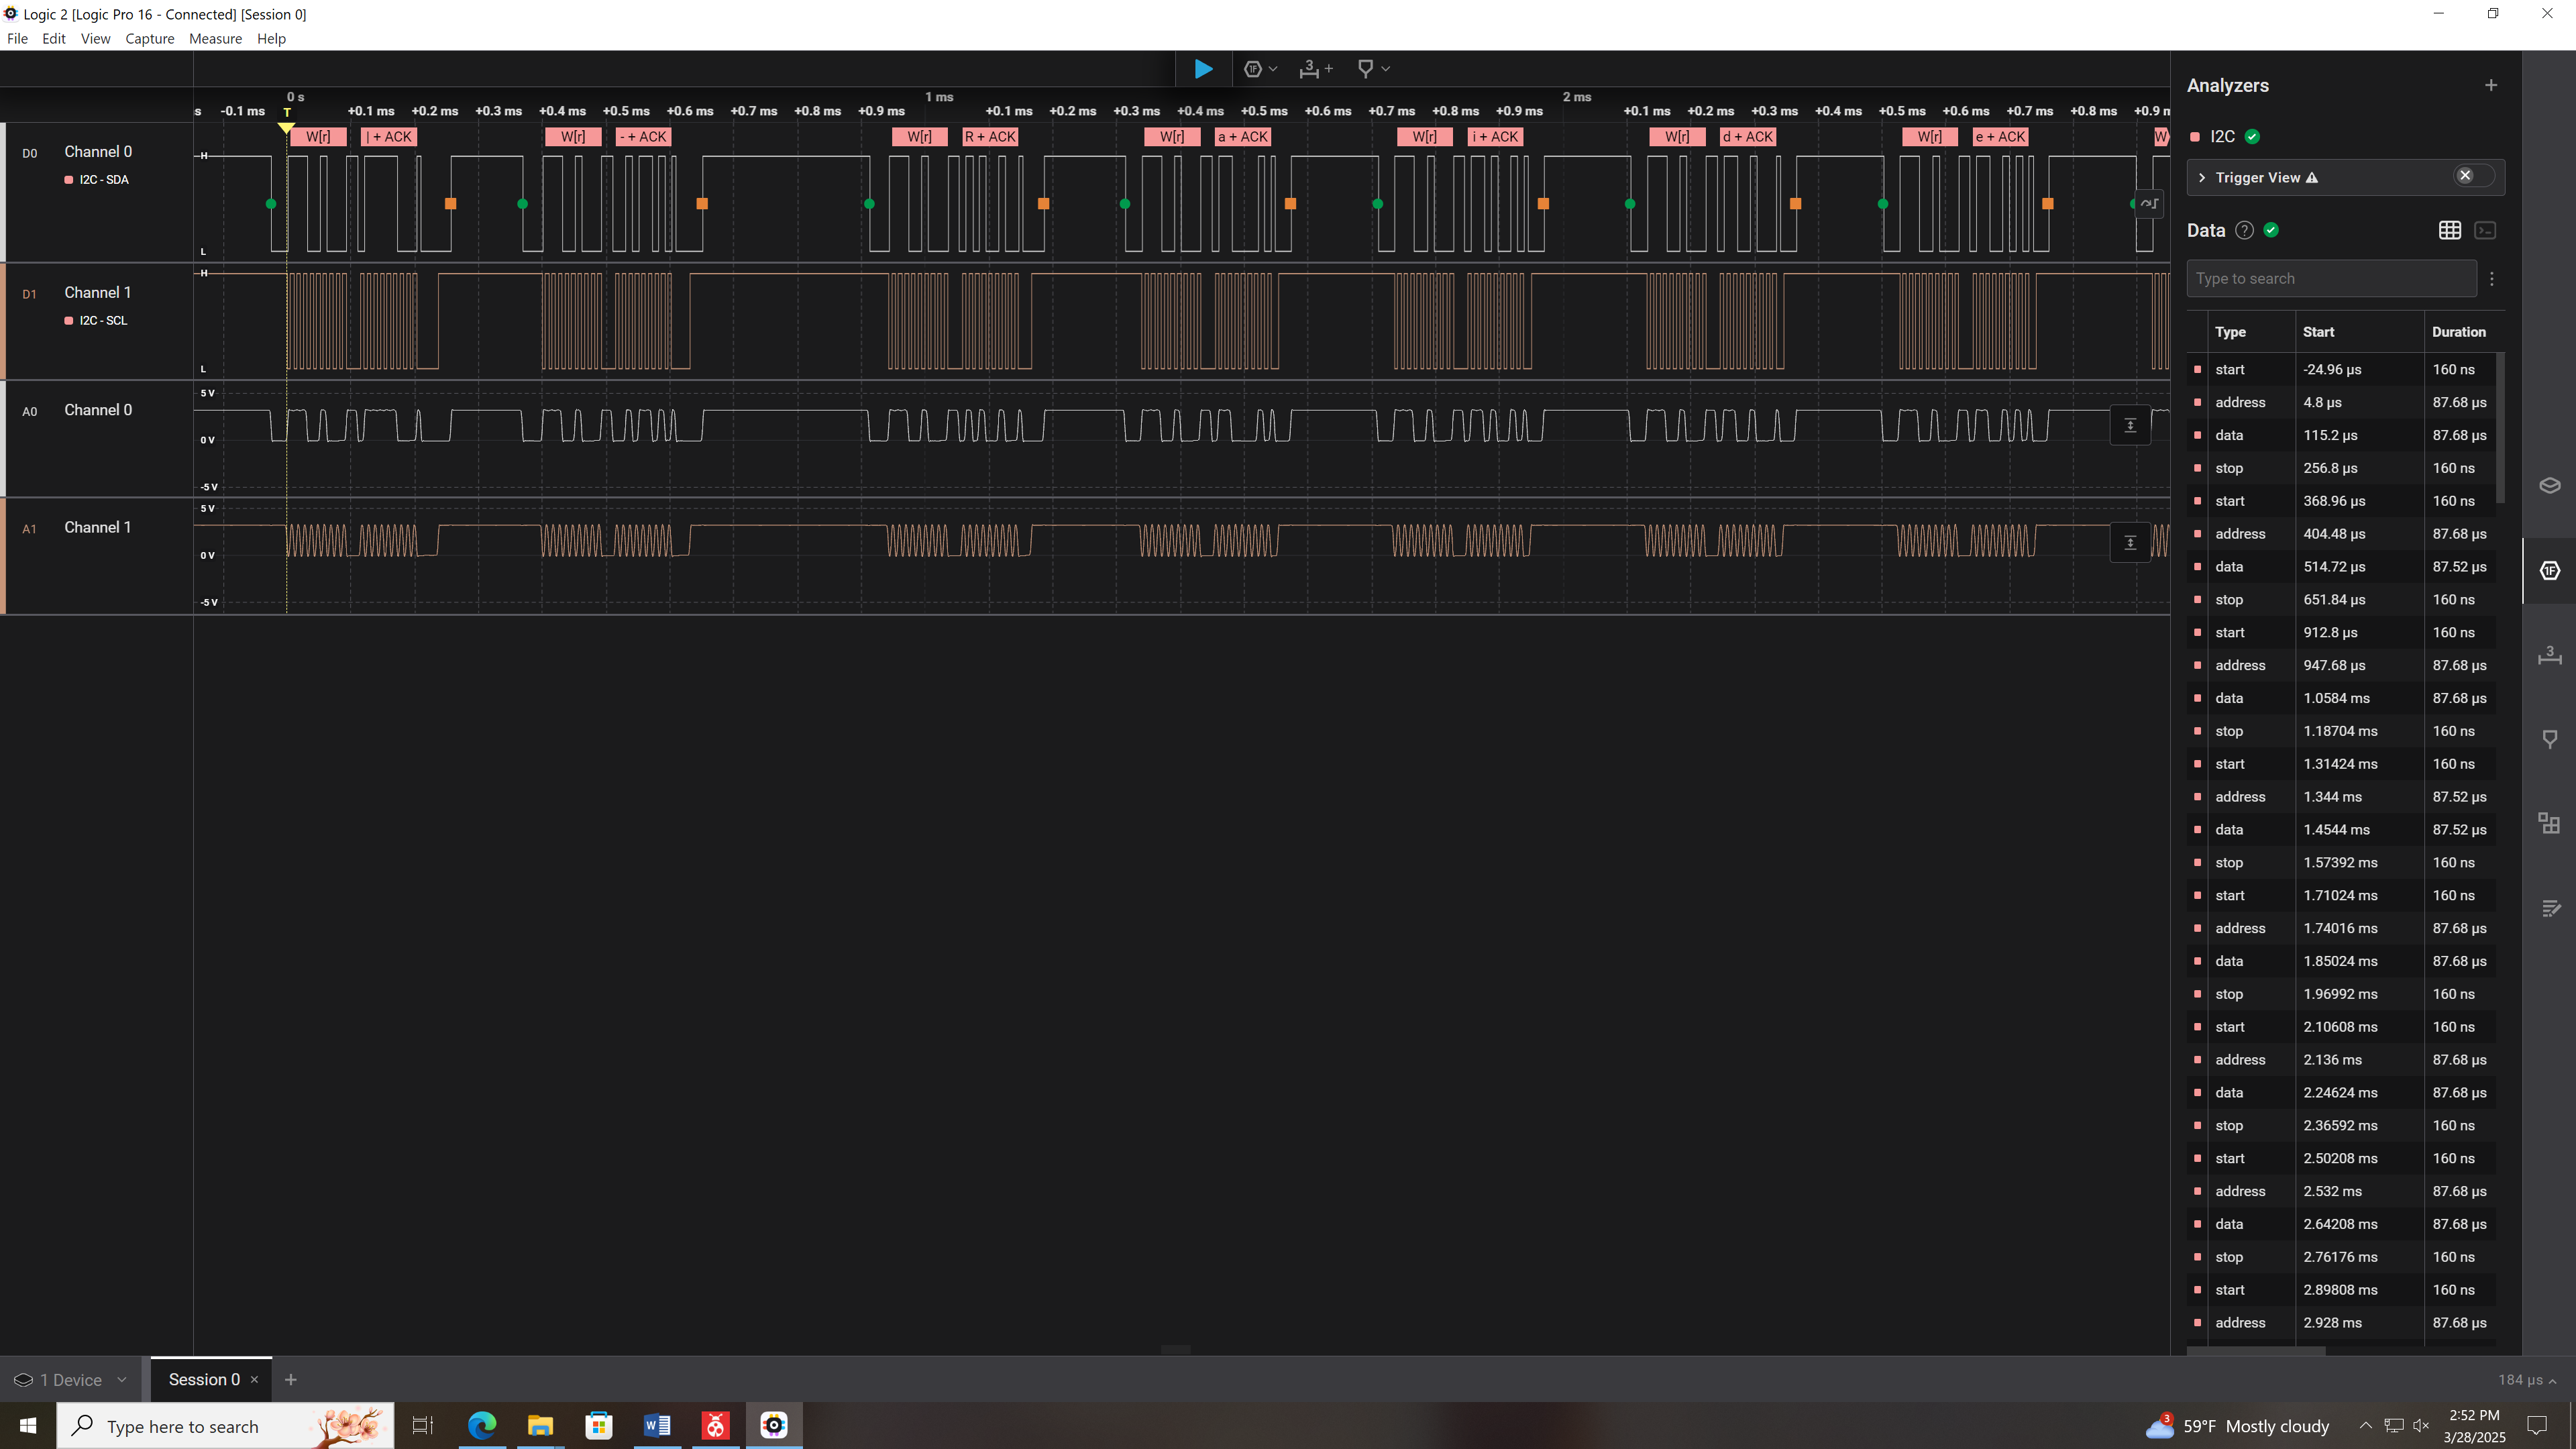 Logic 2 [Logic Pro 16 - Connected] [Session 0]
File Edit View Capture Measure Help
0 s 1 ms 2 ms
s -0.1 ms T +0.1 ms +0.2 ms +0.3 ms +0.4 ms +0.5 ms +0.6 ms +0.7 ms +0.8 ms +0.9 ms +0.1 ms +0.2 ms +0.3 ms +0.4 ms +0.5 ms +0.6 ms +0.7 ms +0.8 ms +0.9 ms +0.1 ms +0.2 ms +0.3 ms +0.4 ms +0.5 ms +0.6 ms +0.7 ms +0.8 ms +0.9 m
W[r] | + ACK W[r] - + ACK W[r] R + ACK W[r] a + ACK W[r] i + ACK W[r] d + ACK W[r] e + ACK W
D0 Channel 0 H
I2C - SDA
L
D1 Channel 1 H
I2C - SCL
L
A0 Channel 0 5 V
0 V
-5 V
A1 Channel 1 5 V
0 V
-5 V
Analyzers
I2C
Trigger View
Data
Type to search
Type Start Duration
start -24.96 µs 160 ns
address 4.8 µs 87.68 µs
data 115.2 µs 87.68 µs
stop 256.8 µs 160 ns
start 368.96 µs 160 ns
address 404.48 µs 87.68 µs
data 514.72 µs 87.52 µs
stop 651.84 µs 160 ns
start 912.8 µs 160 ns
address 947.68 µs 87.68 µs
data 1.0584 ms 87.68 µs
stop 1.18704 ms 160 ns
start 1.31424 ms 160 ns
address 1.344 ms 87.52 µs
data 1.4544 ms 87.52 µs
stop 1.57392 ms 160 ns
start 1.71024 ms 160 ns
address 1.74016 ms 87.68 µs
data 1.85024 ms 87.68 µs
stop 1.96992 ms 160 ns
start 2.10608 ms 160 ns
address 2.136 ms 87.68 µs
data 2.24624 ms 87.68 µs
stop 2.36592 ms 160 ns
start 2.50208 ms 160 ns
address 2.532 ms 87.68 µs
data 2.64208 ms 87.68 µs
stop 2.76176 ms 160 ns
start 2.89808 ms 160 ns
address 2.928 ms 87.68 µs
1 Device Session 0 184 µs
Type here to search
3 59°F Mostly cloudy
2:52 PM
3/28/2025